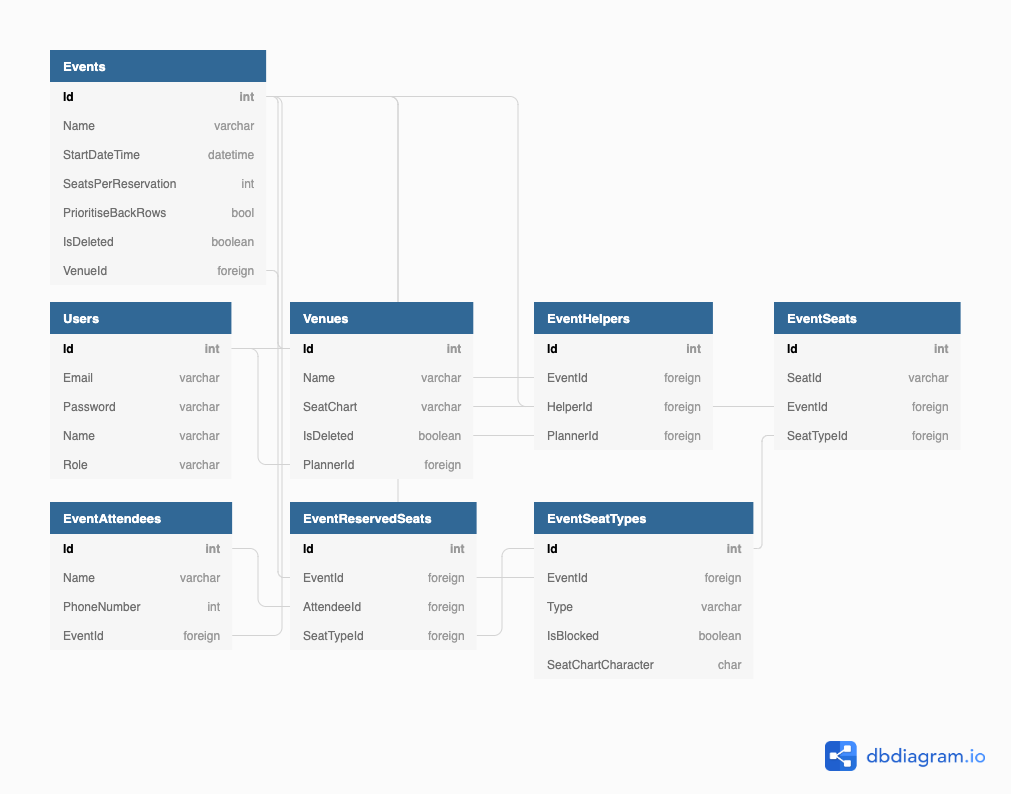 Events
Id int
Name varchar
StartDateTime datetime
SeatsPerReservation int
PrioritiseBackRows bool
IsDeleted boolean
VenueId foreign
Users
Id int
Email varchar
Password varchar
Name varchar
Role varchar
Venues
Id int
Name varchar
SeatChart varchar
IsDeleted boolean
PlannerId foreign
EventHelpers
Id int
EventId foreign
HelperId foreign
PlannerId foreign
EventSeats
Id int
SeatId varchar
EventId foreign
SeatTypeId foreign
EventAttendees
Id int
Name varchar
PhoneNumber int
EventId foreign
EventReservedSeats
Id int
EventId foreign
AttendeeId foreign
SeatTypeId foreign
EventSeatTypes
Id int
EventId foreign
Type varchar
IsBlocked boolean
SeatChartCharacter char
dbdiagram.io